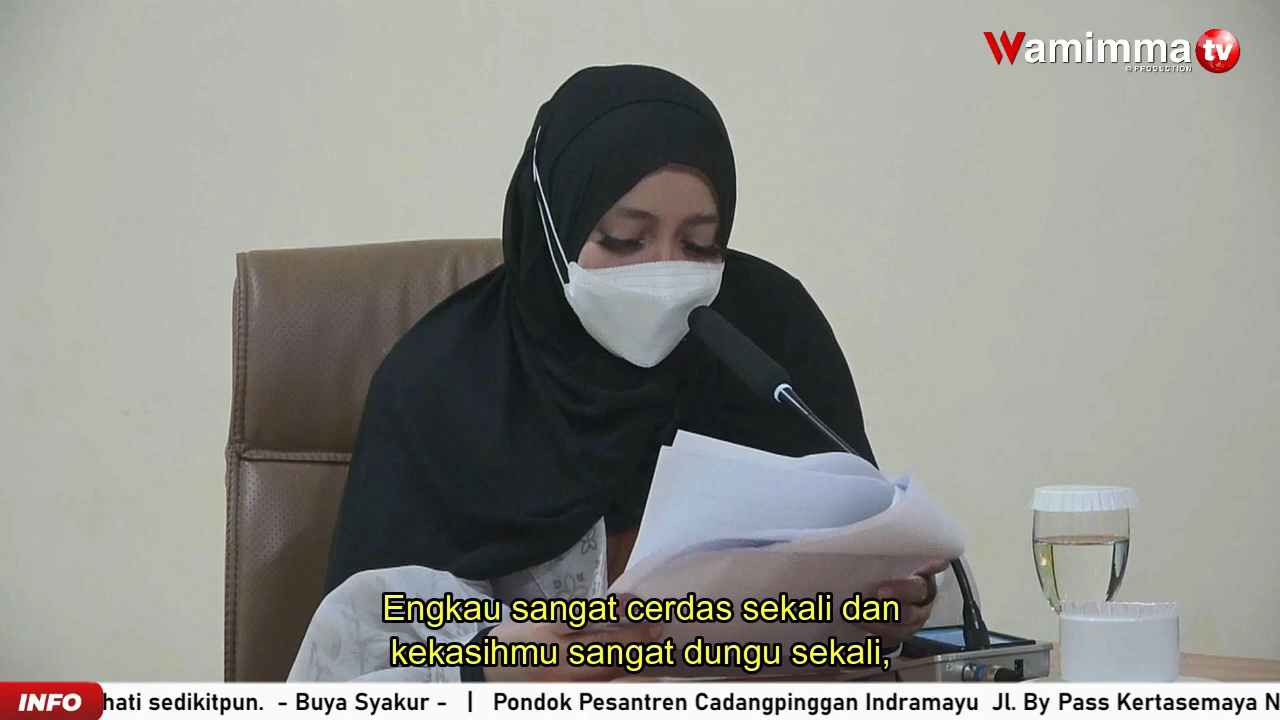 Wamimma tv
© PRODUCTION
Engkau sangat cerdas sekali dan
kekasihmu sangat dungu sekali,
INFO hati sedikitpun. - Buya Syakur - | Pondok Pesantren Cadangpinggan Indramayu Jl. By Pass Kertasemaya N